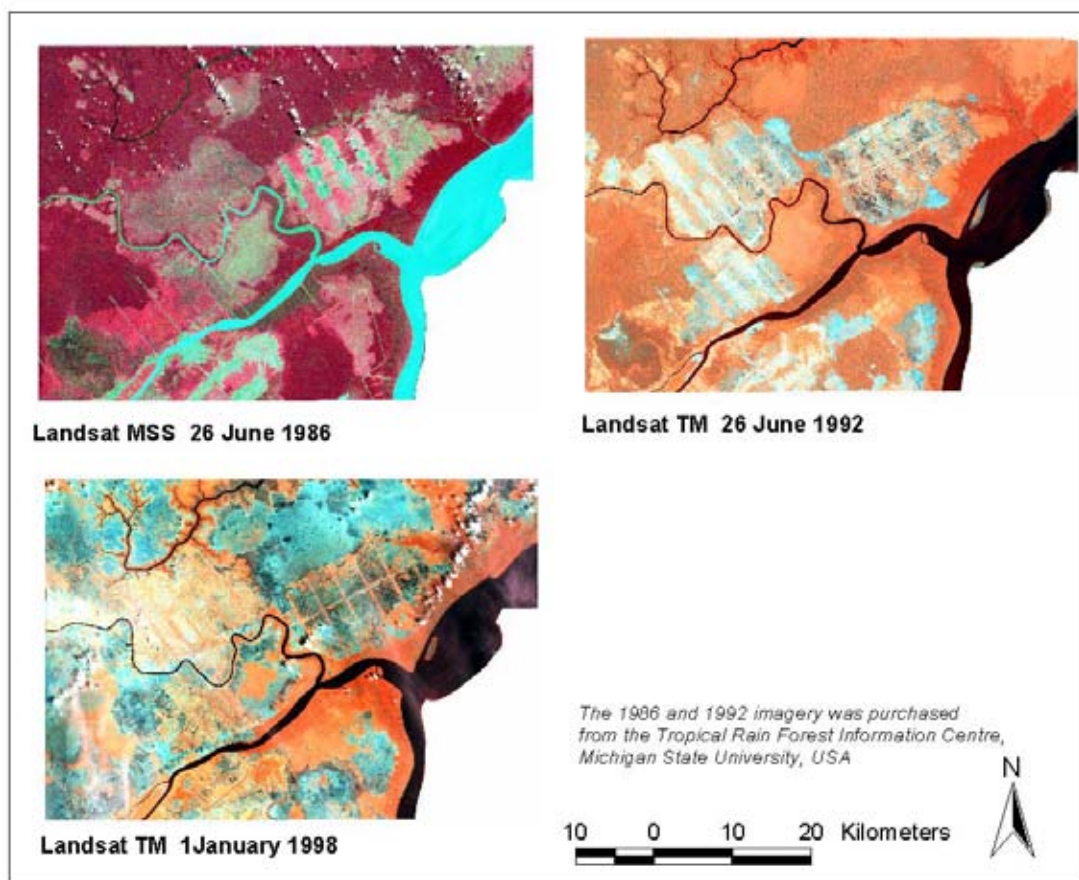 Landsat MSS 26 June 1986
Landsat TM 26 June 1992
Landsat TM 1January 1998
The 1986 and 1992 imagery was purchased
from the Tropical Rain Forest Information Centre,
Michigan State University, USA
N
10 0 10 20 Kilometers